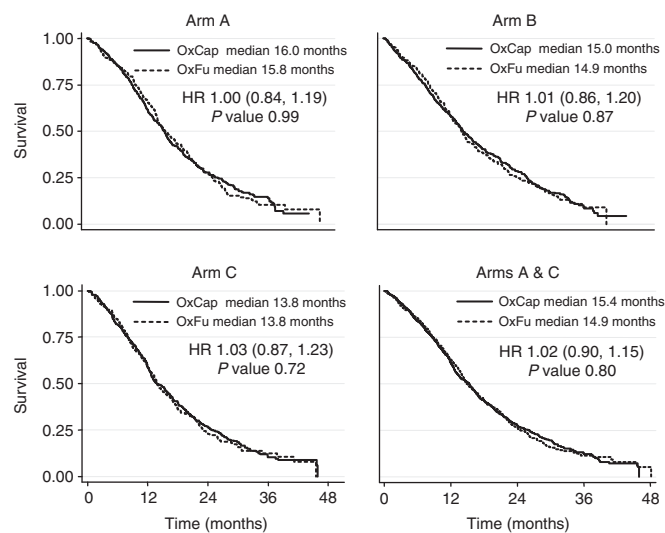 Arm A
1.00
0.75
0.50
0.25
0.00
Survival
OxCap median 16.0 months
OxFu median 15.8 months
HR 1.00 (0.84, 1.19)
P value 0.99
Arm B
OxCap median 15.0 months
OxFu median 14.9 months
HR 1.01 (0.86, 1.20)
P value 0.87
Arm C
1.00
0.75
0.50
0.25
0.00
Survival
OxCap median 13.8 months
OxFu median 13.8 months
HR 1.03 (0.87, 1.23)
P value 0.72
0 12 24 36 48
Time (months)
Arms A & C
OxCap median 15.4 months
OxFu median 14.9 months
HR 1.02 (0.90, 1.15)
P value 0.80
0 12 24 36 48
Time (months)